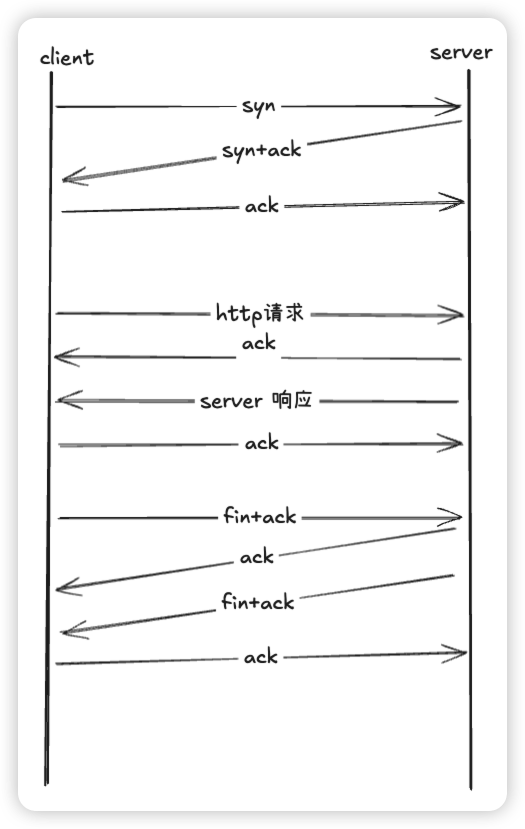 client
server
syn
syn+ack
ack
http请求
ack
server 响应
ack
fin+ack
ack
fin+ack
ack